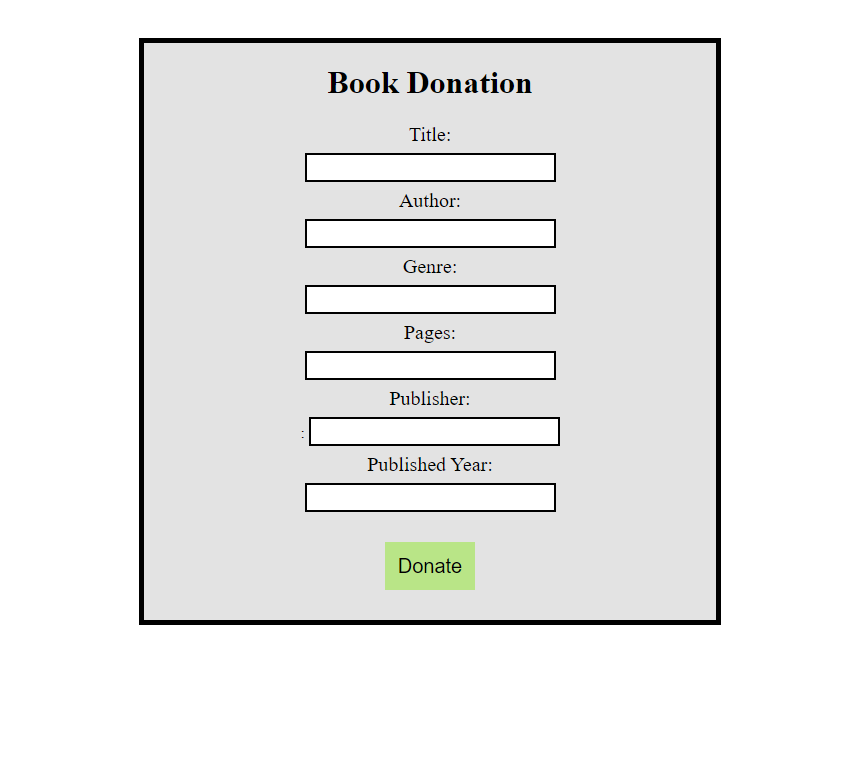 Book Donation
Title:
Author:
Genre:
Pages:
Publisher:
:
Published Year:
Donate